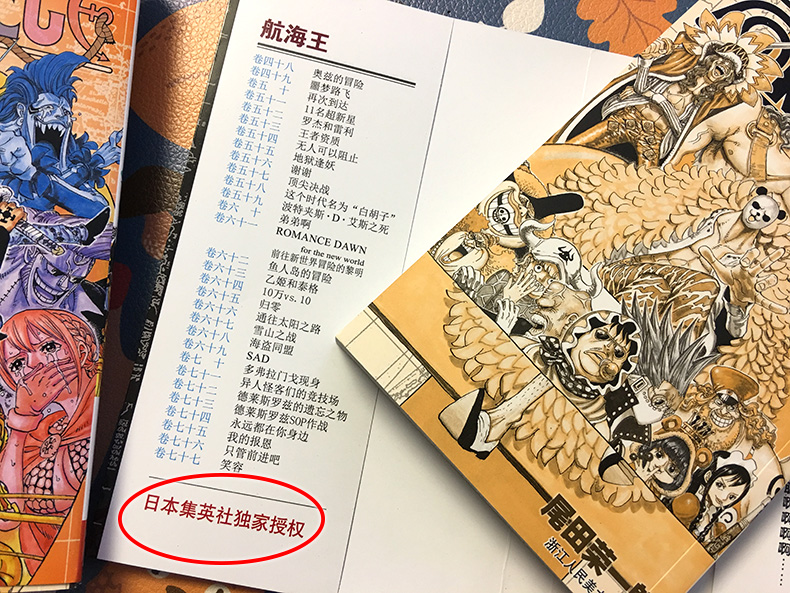 航海王
卷四十八 奥兹的冒险
卷四十九 噩梦路飞
卷五 十 再次到达
卷五十一 11名超新星
卷五十二 罗杰和雷利
卷五十三 王者资质
卷五十四 无人可以阻止
卷五十五 地狱逢妖
卷五十六 谢谢
卷五十七 顶尖决战
卷五十八 这个时代名为“白胡子”
卷五十九 波特夹斯·D·艾斯之死
卷六 十 弟弟啊
卷六十一 ROMANCE DAWN
for the new world
前往新世界冒险的黎明
卷六十二 鱼人岛的冒险
卷六十三 乙姬和泰格
卷六十四 10万vs.10
卷六十五 归零
卷六十六 通往太阳之路
卷六十七 雪山之战
卷六十八 海盗同盟
卷六十九 SAD
卷七 十 多弗拉门戈现身
卷七十一 异人怪客们的竞技场
卷七十二 德莱斯罗兹的遗忘之物
卷七十三 德莱斯罗兹SOP作战
卷七十四 永远都在你身边
卷七十五 我的报恩
卷七十六 只管前进吧
卷七十七 笑容
日本集英社独家授权
尾田荣一
浙江人民美